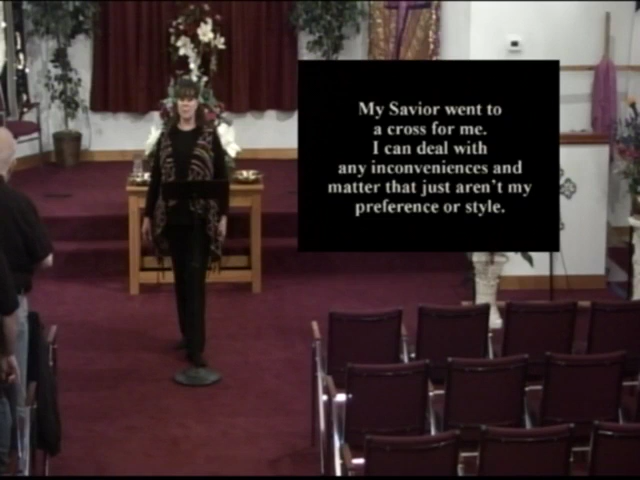 My Savior went to
a cross for me.
I can deal with
any inconveniences and
matter that just aren't my
preference or style.